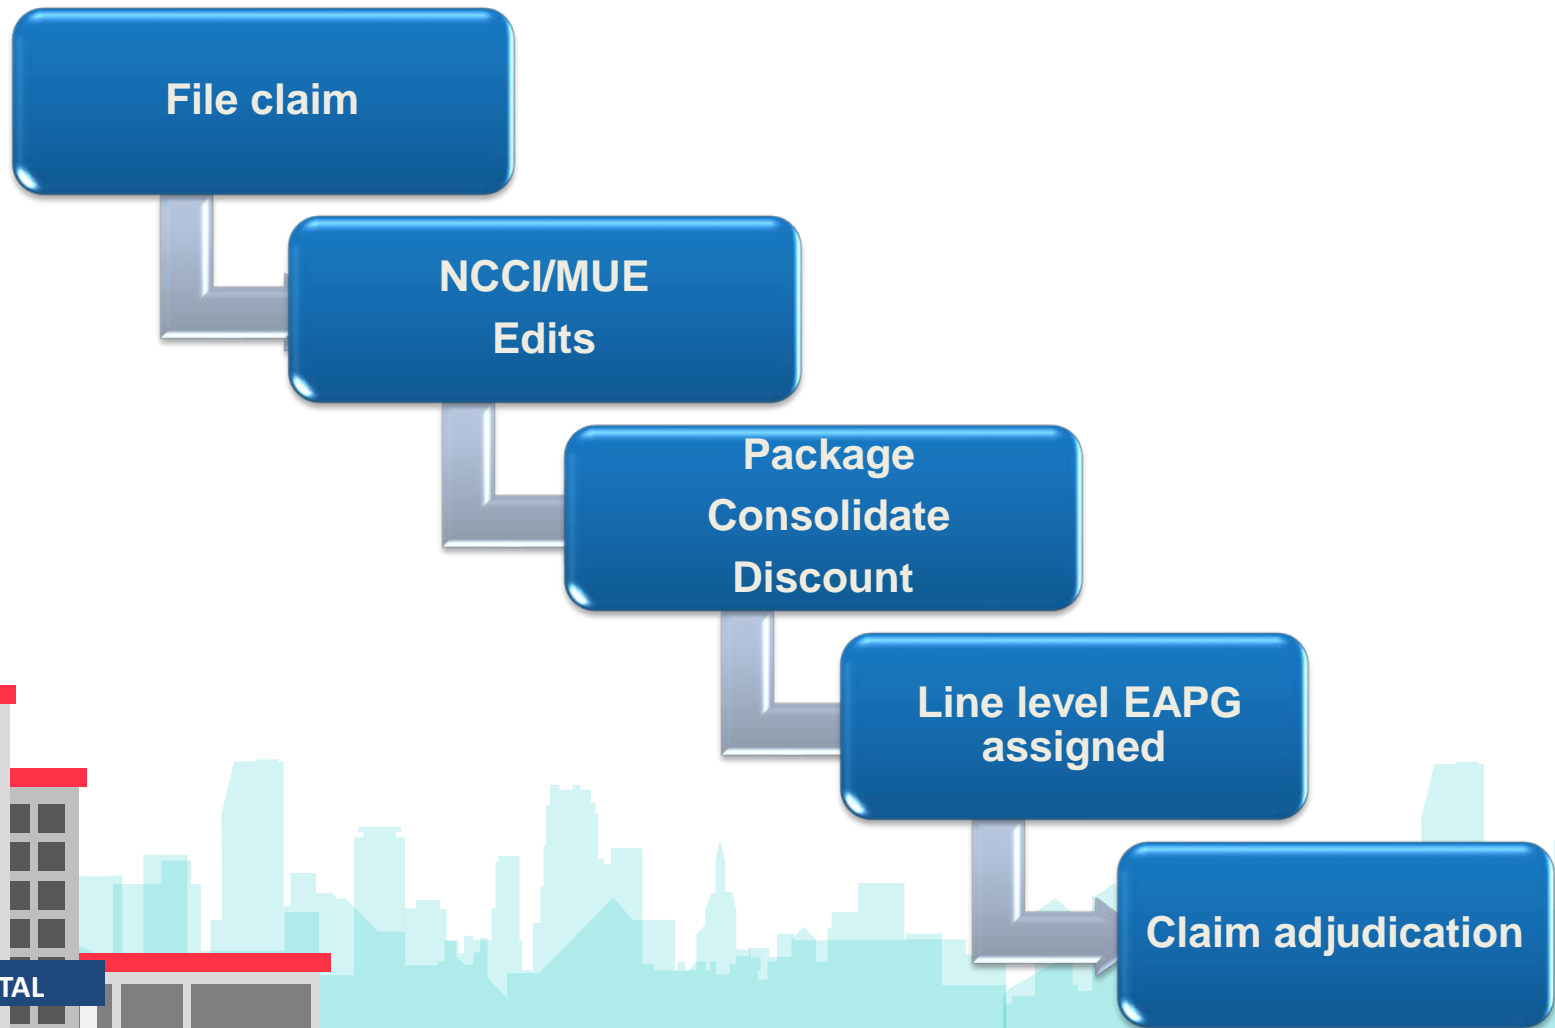 File claim
NCCI/MUE
Edits
Package
Consolidate
Discount
Line level EAPG
assigned
Claim adjudication
TAL